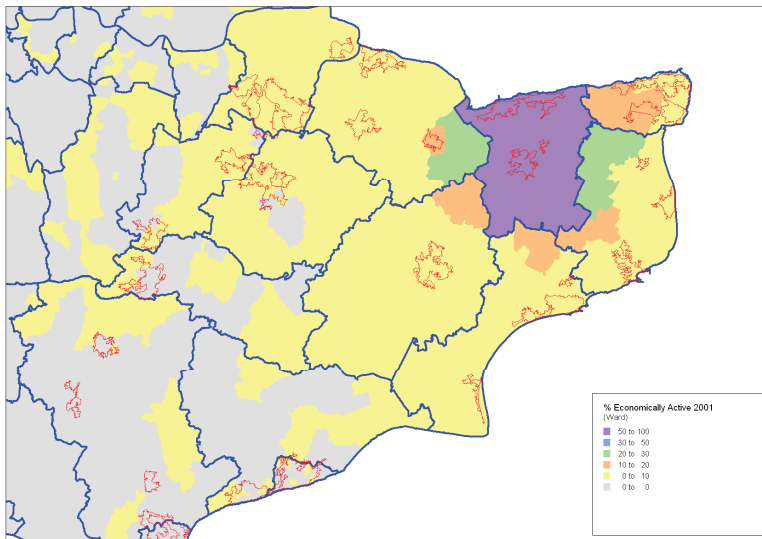 % Economically Active 2001
(Ward)
50 to 100
30 to 50
20 to 30
10 to 20
0 to 10
0 to 0